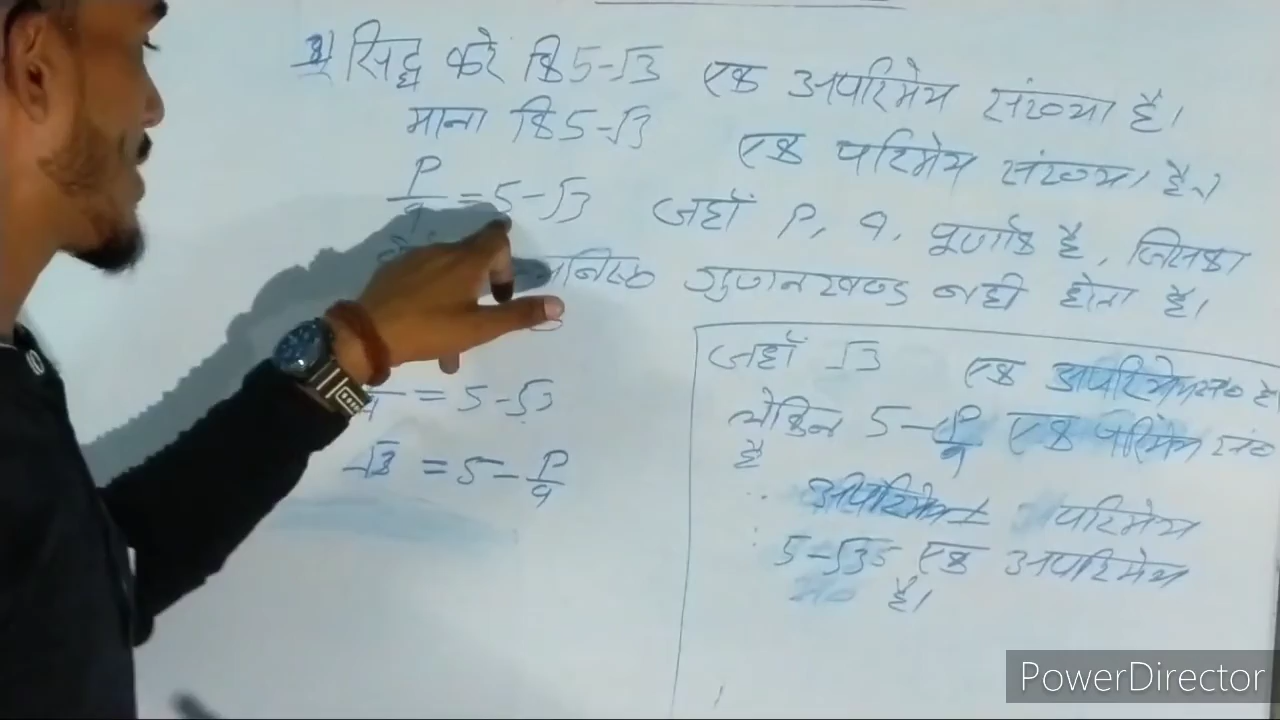 सिद्ध करे कि 5-√3 एक अपरिमेय संख्या है।
माना कि 5-√3 एक परिमेय संख्या है।
P/q = 5-√3 जहाँ P, q, पूर्णांक है, जिसका
गुणनखण्ड नही होता है।
= 5-√3
√3 = 5-P/q
जहाँ √3 एक अपरिमेय सं० है
लेकिन 5-P/q एक परिमेय सं०
है
∴ अपरिमेय ≠ परिमेय
∴ 5-√3 एक अपरिमेय
सं० है।
PowerDirector